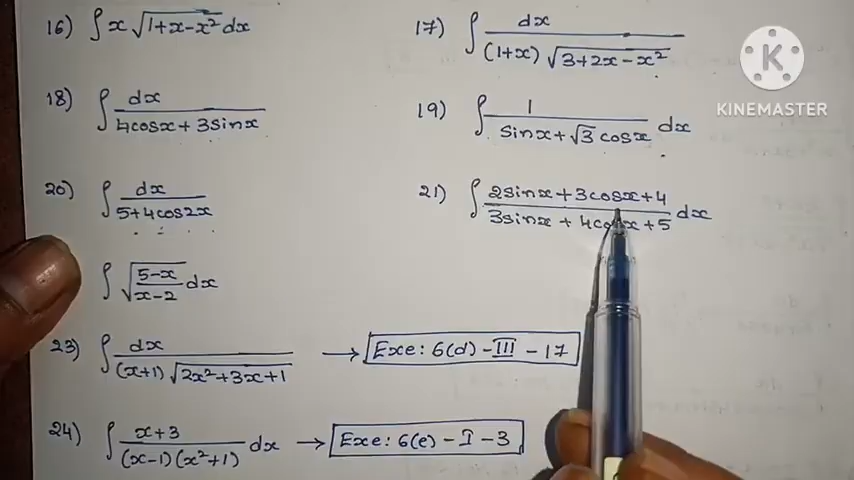 16) ∫ x √(1+x-x²) dx
17) ∫ dx / ((1+x) √(3+2x-x²))
KINEMASTER
18) ∫ dx / (4cosx + 3sinx)
19) ∫ 1 / (sinx + √3 cosx) dx
20) ∫ dx / (5+4cos2x)
21) ∫ (2sinx + 3cosx + 4) / (3sinx + 4cosx + 5) dx
∫ √((5-x)/(x-2)) dx
23) ∫ dx / ((x+1) √(2x²+3x+1)) → Exe: 6(d) - III - 17
24) ∫ (x+3) / ((x-1)(x²+1)) dx → Exe: 6(e) - I - 3